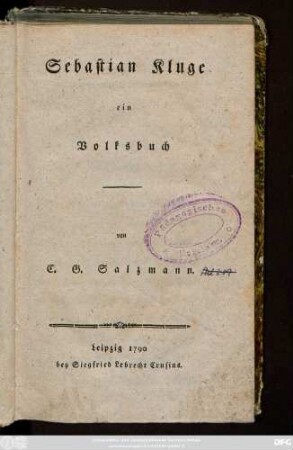 Sebastian Kluge
ein
Volksbuch
von
C. G. Salzmann.
Leipzig 1790
bey Siegfried Lebrecht Crusius.